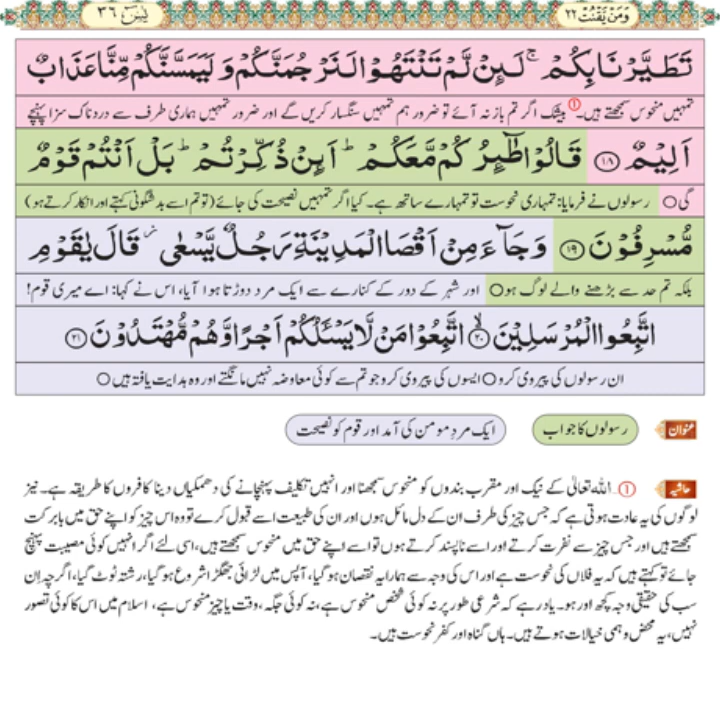 وَمَنْ يَقْنُتْ ٢٢
يٰسٓ ٣٦
تَطَيَّرْنَا بِكُمْ ۚ لَىِٕنْ لَّمْ تَنْتَهُوْا لَنَرْجُمَنَّكُمْ وَ لَيَمَسَّنَّكُمْ مِّنَّا عَذَابٌ
تمہیں منحوس سمجھتے ہیں۔① بیشک اگر تم باز نہ آئے تو ضرور ہم تمہیں سنگسار کریں گے اور ضرور تمہیں ہماری طرف سے دردناک سزا پہنچے
اَلِیْمٌ ﴿۱۸﴾ قَالُوْا طَآىِٕرُكُمْ مَّعَكُمْ ؕ اَىِٕنْ ذُكِّرْتُمْ ؕ بَلْ اَنْتُمْ قَوْمٌ
گی○ رسولوں نے فرمایا: تمہاری نحوست تو تمہارے ساتھ ہے۔ کیا اگر تمہیں نصیحت کی جائے (تو تم اسے بدشگونی کہتے اور انکار کرتے ہو)
مُّسْرِفُوْنَ ﴿۱۹﴾ وَ جَآءَ مِنْ اَقْصَا الْمَدِیْنَةِ رَجُلٌ یَّسْعٰى ٘ قَالَ یٰقَوْمِ
بلکہ تم حد سے بڑھنے والے لوگ ہو○ اور شہر کے دور کے کنارے سے ایک مرد دوڑتا ہوا آیا، اس نے کہا: اے میری قوم!
اتَّبِعُوا الْمُرْسَلِیْنَ ۙ﴿۲۰﴾ اتَّبِعُوْا مَنْ لَّا یَسْــٴَـلُكُمْ اَجْرًا وَّ هُمْ مُّهْتَدُوْنَ ﴿۲۱﴾
ان رسولوں کی پیروی کرو○ ایسوں کی پیروی کرو جو تم سے کوئی معاوضہ نہیں مانگتے اور وہ ہدایت یافتہ ہیں○
عنوان رسولوں کا جواب ایک مردِ مومن کی آمد اور قوم کو نصیحت
حاشیہ ①... اللہ تعالیٰ کے نیک اور مقرب بندوں کو منحوس سمجھنا اور انہیں تکلیف پہنچانے کی دھمکیاں دینا کافروں کا طریقہ ہے۔ نیز
لوگوں کی یہ عادت ہوتی ہے کہ جس چیز کی طرف ان کے دل مائل ہوں اور ان کی طبیعت اسے قبول کرے تو وہ اس چیز کو اپنے حق میں بابرکت
سمجھتے ہیں اور جس چیز سے نفرت کرتے اور اسے ناپسند کرتے ہوں تو اسے اپنے حق میں منحوس سمجھتے ہیں، اسی لئے اگر انہیں کوئی مصیبت پہنچ
جائے تو کہتے ہیں کہ یہ فلاں کی نحوست ہے اور اس کی وجہ سے ہمارا یہ نقصان ہو گیا، آپس میں لڑائی جھگڑا شروع ہو گیا، رشتہ ٹوٹ گیا، اگرچہ ان
سب کی حقیقی وجہ کچھ اور ہو۔ یاد رہے کہ شرعی طور پر نہ کوئی شخص منحوس ہے، نہ کوئی جگہ، وقت یا چیز منحوس ہے، اسلام میں اس کا کوئی تصور
نہیں، یہ محض وہمی خیالات ہوتے ہیں۔ ہاں گناہ اور کفر نحوست ہیں۔